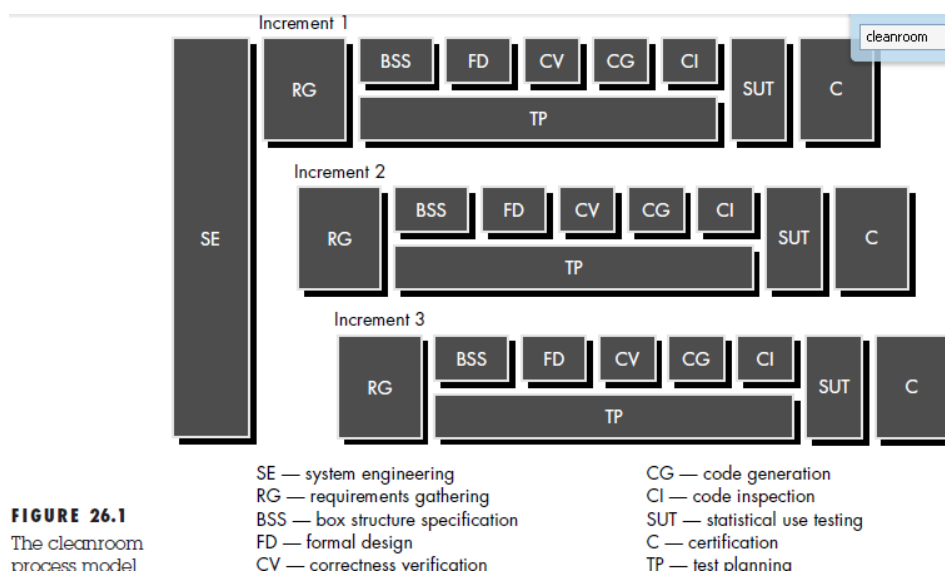 cleanroom
Increment 1
BSS FD CV CG CI
RG SUT C
TP
Increment 2
BSS FD CV CG CI
SE RG SUT C
TP
Increment 3
BSS FD CV CG CI
RG SUT C
TP
SE — system engineering
RG — requirements gathering
BSS — box structure specification
FD — formal design
CV — correctness verification
CG — code generation
CI — code inspection
SUT — statistical use testing
C — certification
TP — test planning
FIGURE 26.1
The cleanroom
process model